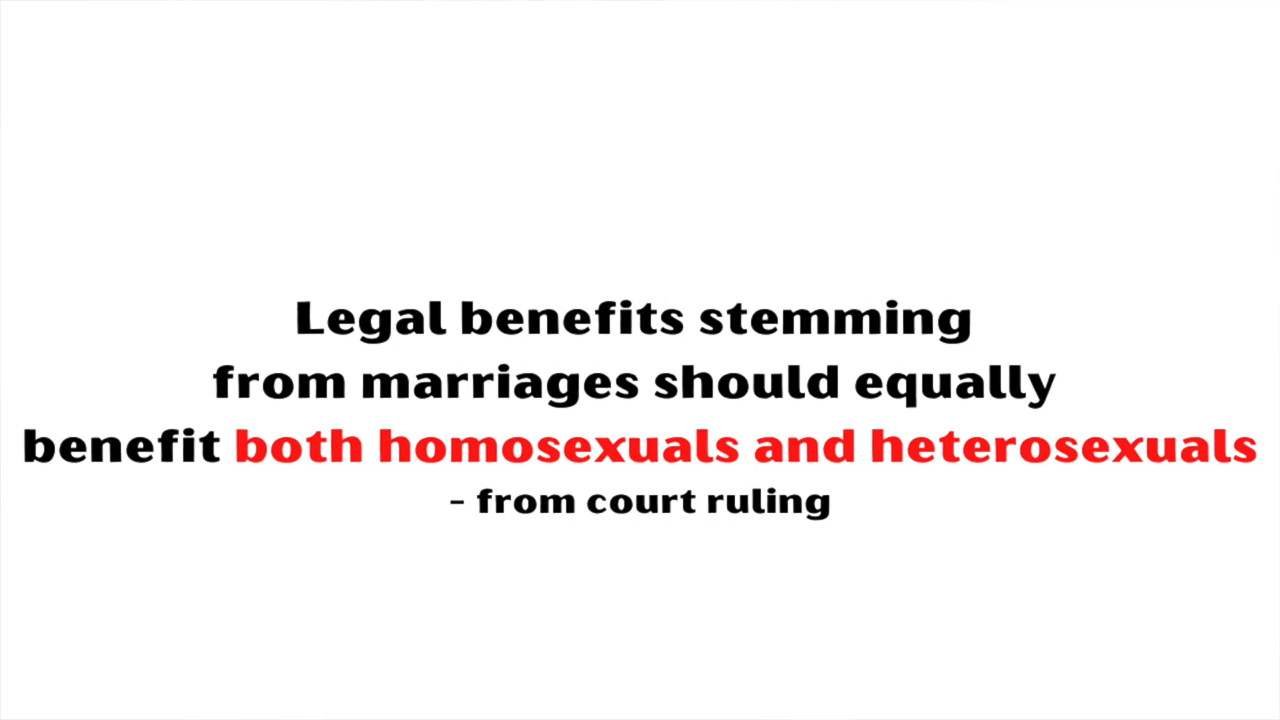 Legal benefits stemming
from marriages should equally
benefit both homosexuals and heterosexuals
- from court ruling